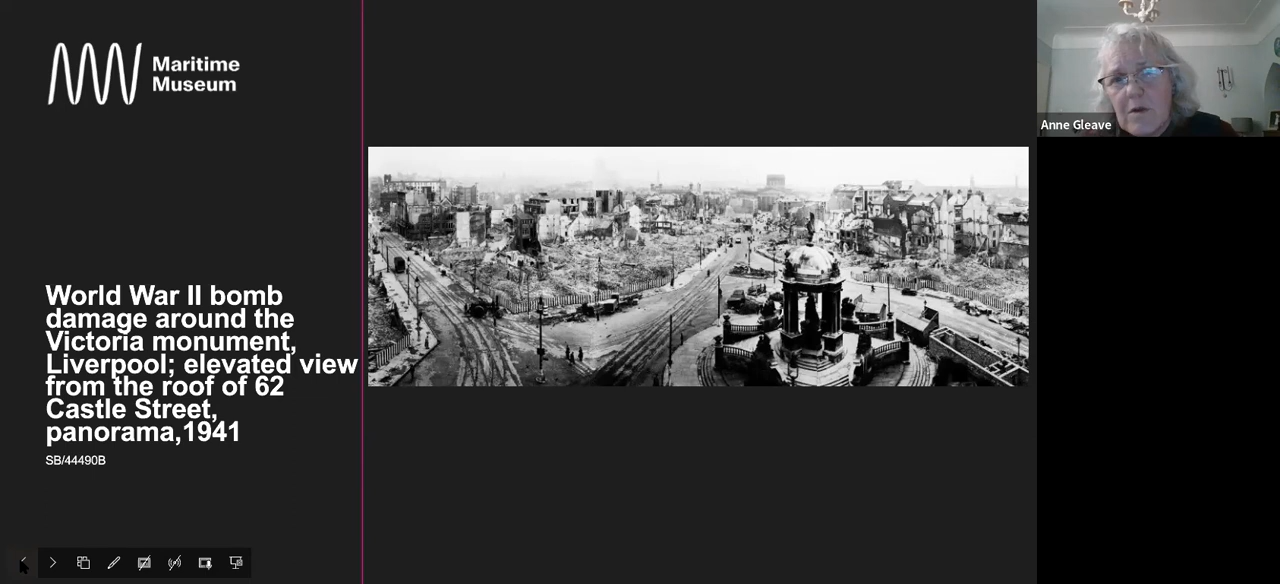 Maritime
Museum
Anne Gleave
World War II bomb
damage around the
Victoria monument,
Liverpool; elevated view
from the roof of 62
Castle Street,
panorama,1941
SB/44490B